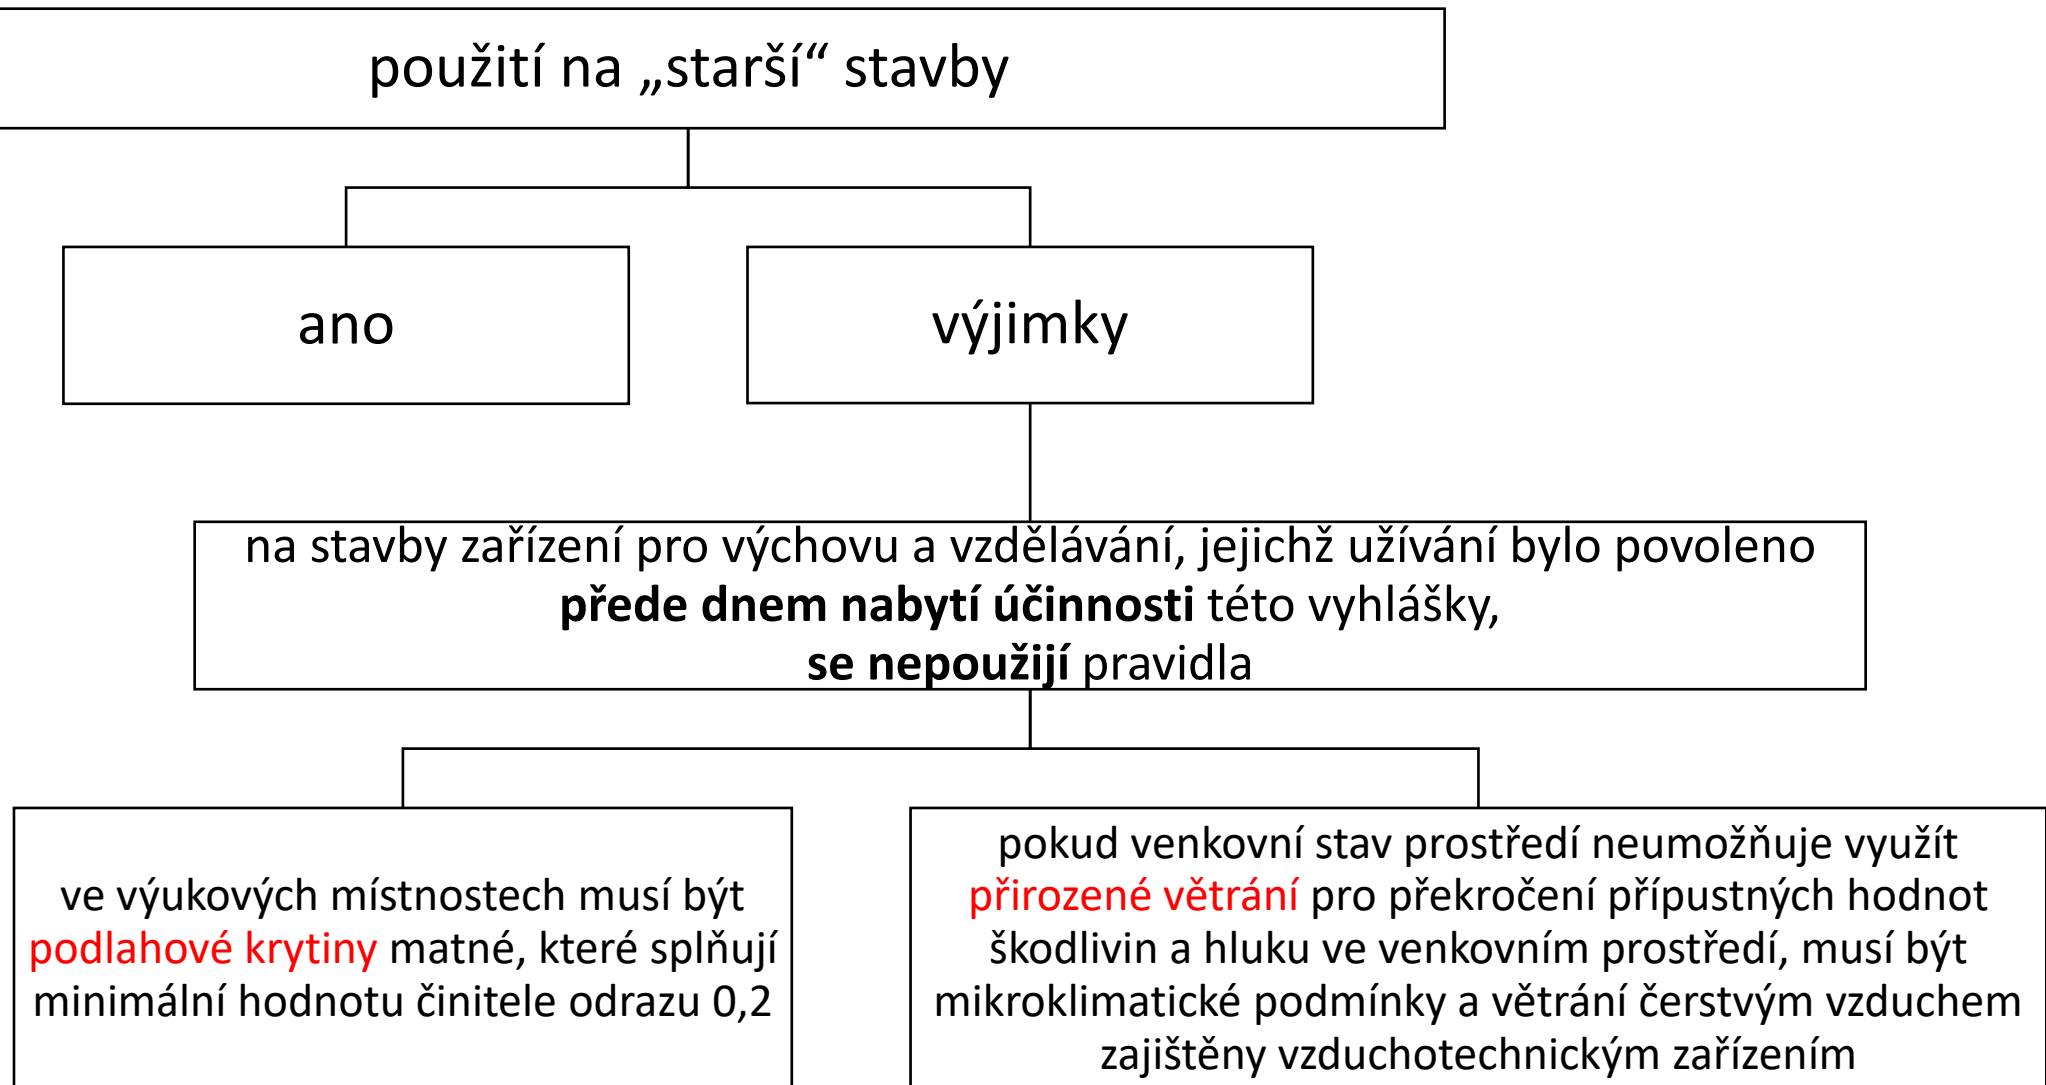 použití na „starší“ stavby
ano
výjimky
na stavby zařízení pro výchovu a vzdělávání, jejichž užívání bylo povoleno
přede dnem nabytí účinnosti této vyhlášky,
se nepoužijí pravidla
ve výukových místnostech musí být
podlahové krytiny matné, které splňují
minimální hodnotu činitele odrazu 0,2
pokud venkovní stav prostředí neumožňuje využít
přirozené větrání pro překročení přípustných hodnot
škodlivin a hluku ve venkovním prostředí, musí být
mikroklimatické podmínky a větrání čerstvým vzduchem
zajištěny vzduchotechnickým zařízením